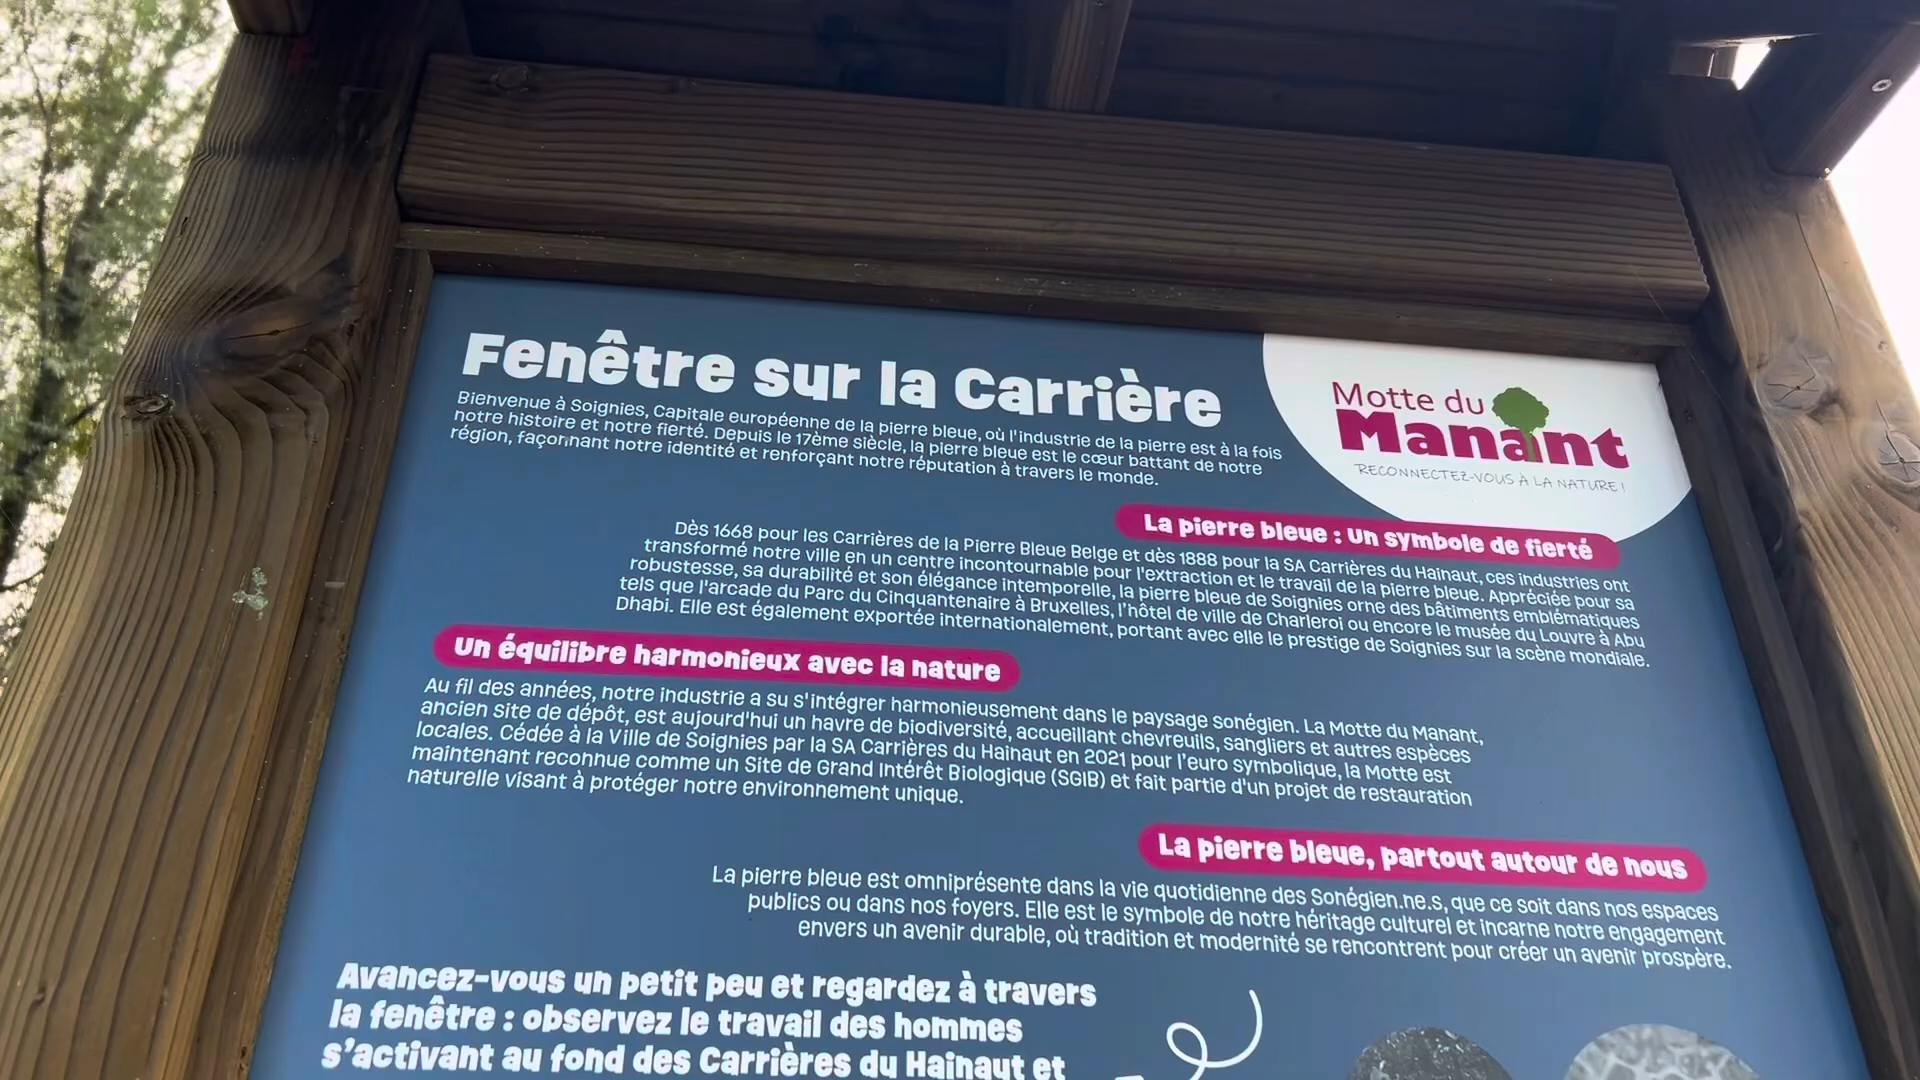 Fenêtre sur la Carrière
Bienvenue à Soignies, Capitale européenne de la pierre bleue, où l'industrie de la pierre est à la fois
notre histoire et notre fierté. Depuis le 17ème siècle, la pierre bleue est le cœur battant de notre
région, façonnant notre identité et renforçant notre réputation à travers le monde.
Motte du
Manant
RECONNECTEZ-VOUS À LA NATURE !
La pierre bleue : Un symbole de fierté
Dès 1668 pour les Carrières de la Pierre Bleue Belge et dès 1888 pour la SA Carrières du Hainaut, ces industries ont
transformé notre ville en un centre incontournable pour l'extraction et le travail de la pierre bleue. Appréciée pour sa
robustesse, sa durabilité et son élégance intemporelle, la pierre bleue de Soignies orne des bâtiments emblématiques
tels que l'arcade du Parc du Cinquantenaire à Bruxelles, l'hôtel de ville de Charleroi ou encore le musée du Louvre à Abu
Dhabi. Elle est également exportée internationalement, portant avec elle le prestige de Soignies sur la scène mondiale.
Un équilibre harmonieux avec la nature
Au fil des années, notre industrie a su s'intégrer harmonieusement dans le paysage sonégien. La Motte du Manant,
ancien site de dépôt, est aujourd'hui un havre de biodiversité, accueillant chevreuils, sangliers et autres espèces
locales. Cédée à la Ville de Soignies par la SA Carrières du Hainaut en 2021 pour l'euro symbolique, la Motte est
maintenant reconnue comme un Site de Grand Intérêt Biologique (SGIB) et fait partie d'un projet de restauration
naturelle visant à protéger notre environnement unique.
La pierre bleue, partout autour de nous
La pierre bleue est omniprésente dans la vie quotidienne des Sonégien.ne.s, que ce soit dans nos espaces
publics ou dans nos foyers. Elle est le symbole de notre héritage culturel et incarne notre engagement
envers un avenir durable, où tradition et modernité se rencontrent pour créer un avenir prospère.
Avancez-vous un petit peu et regardez à travers
la fenêtre : observez le travail des hommes
s'activant au fond des Carrières du Hainaut et